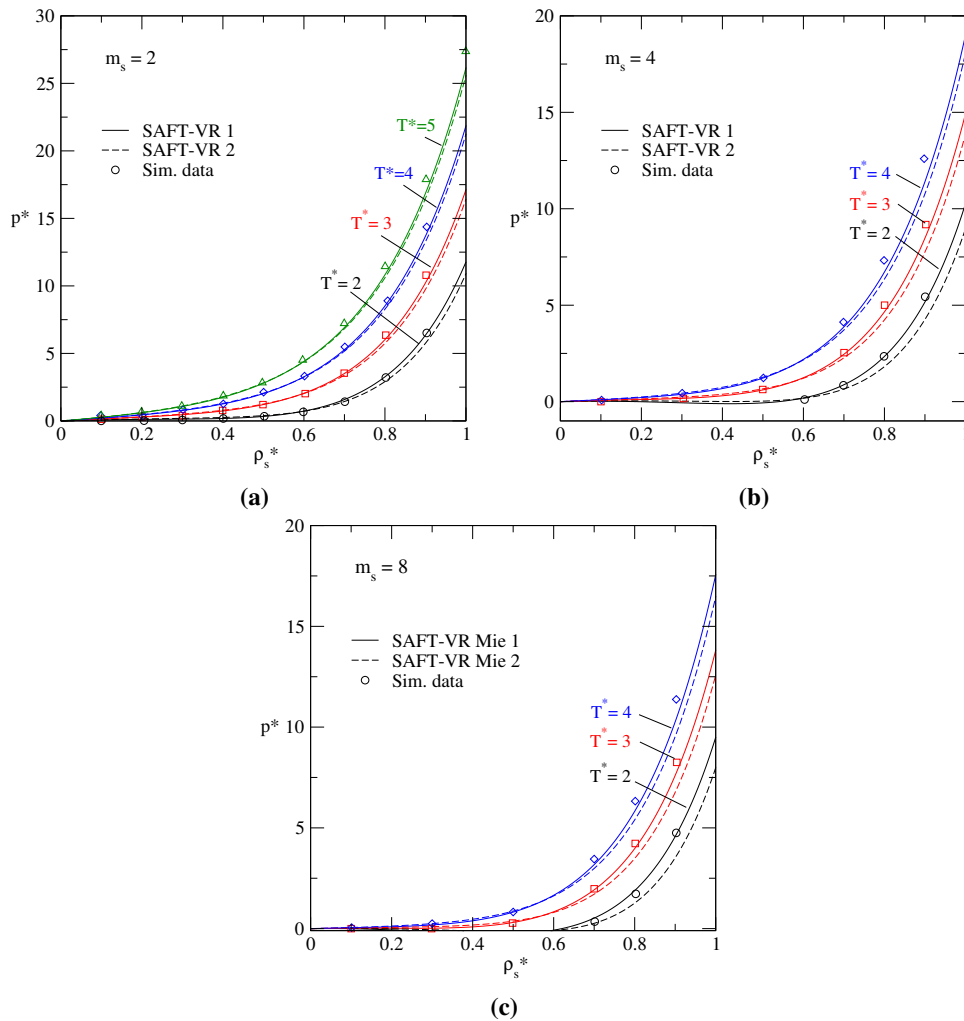 30
25
20
15
10
5
0
p*
m_s = 2
SAFT-VR 1
SAFT-VR 2
Sim. data
T*=5
T*=4
T* = 3
T* = 2
0 0.2 0.4 0.6 0.8 1
ρ_s*
(a)
20
15
10
5
0
p*
m_s = 4
SAFT-VR 1
SAFT-VR 2
Sim. data
T* = 4
T* = 3
T* = 2
0 0.2 0.4 0.6 0.8 1
ρ_s*
(b)
20
15
10
5
0
p*
m_s = 8
SAFT-VR Mie 1
SAFT-VR Mie 2
Sim. data
T* = 4
T* = 3
T* = 2
0 0.2 0.4 0.6 0.8 1
ρ_s*
(c)